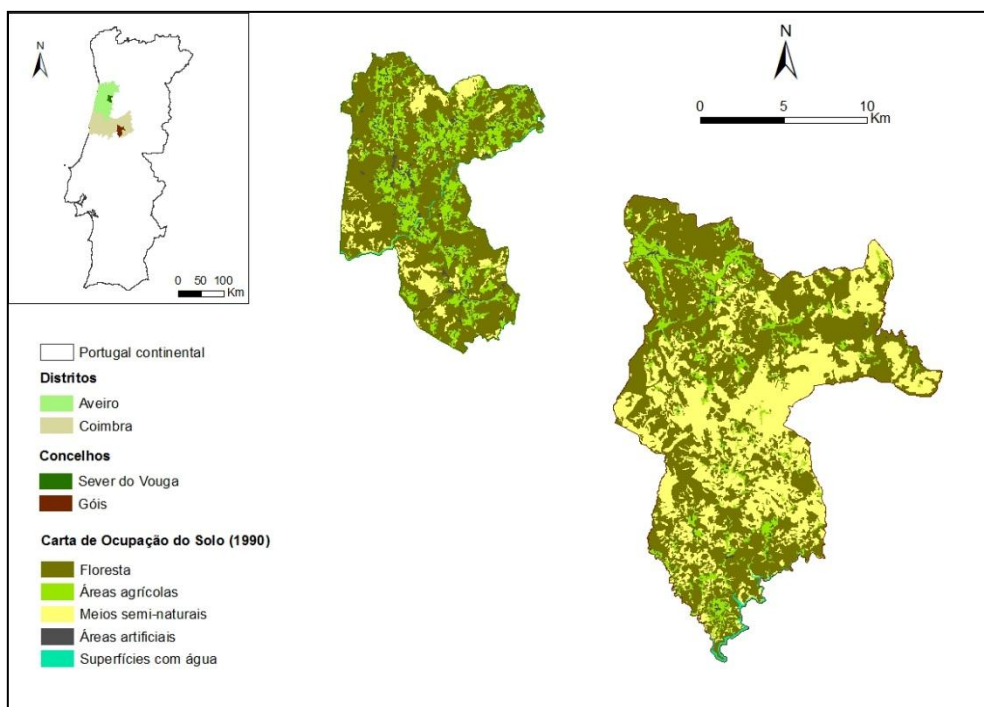 N
0 50 100
Km
N
0 5 10
Km
Portugal continental
Distritos
Aveiro
Coimbra
Concelhos
Sever do Vouga
Góis
Carta de Ocupação do Solo (1990)
Floresta
Áreas agrícolas
Meios semi-naturais
Áreas artificiais
Superfícies com água